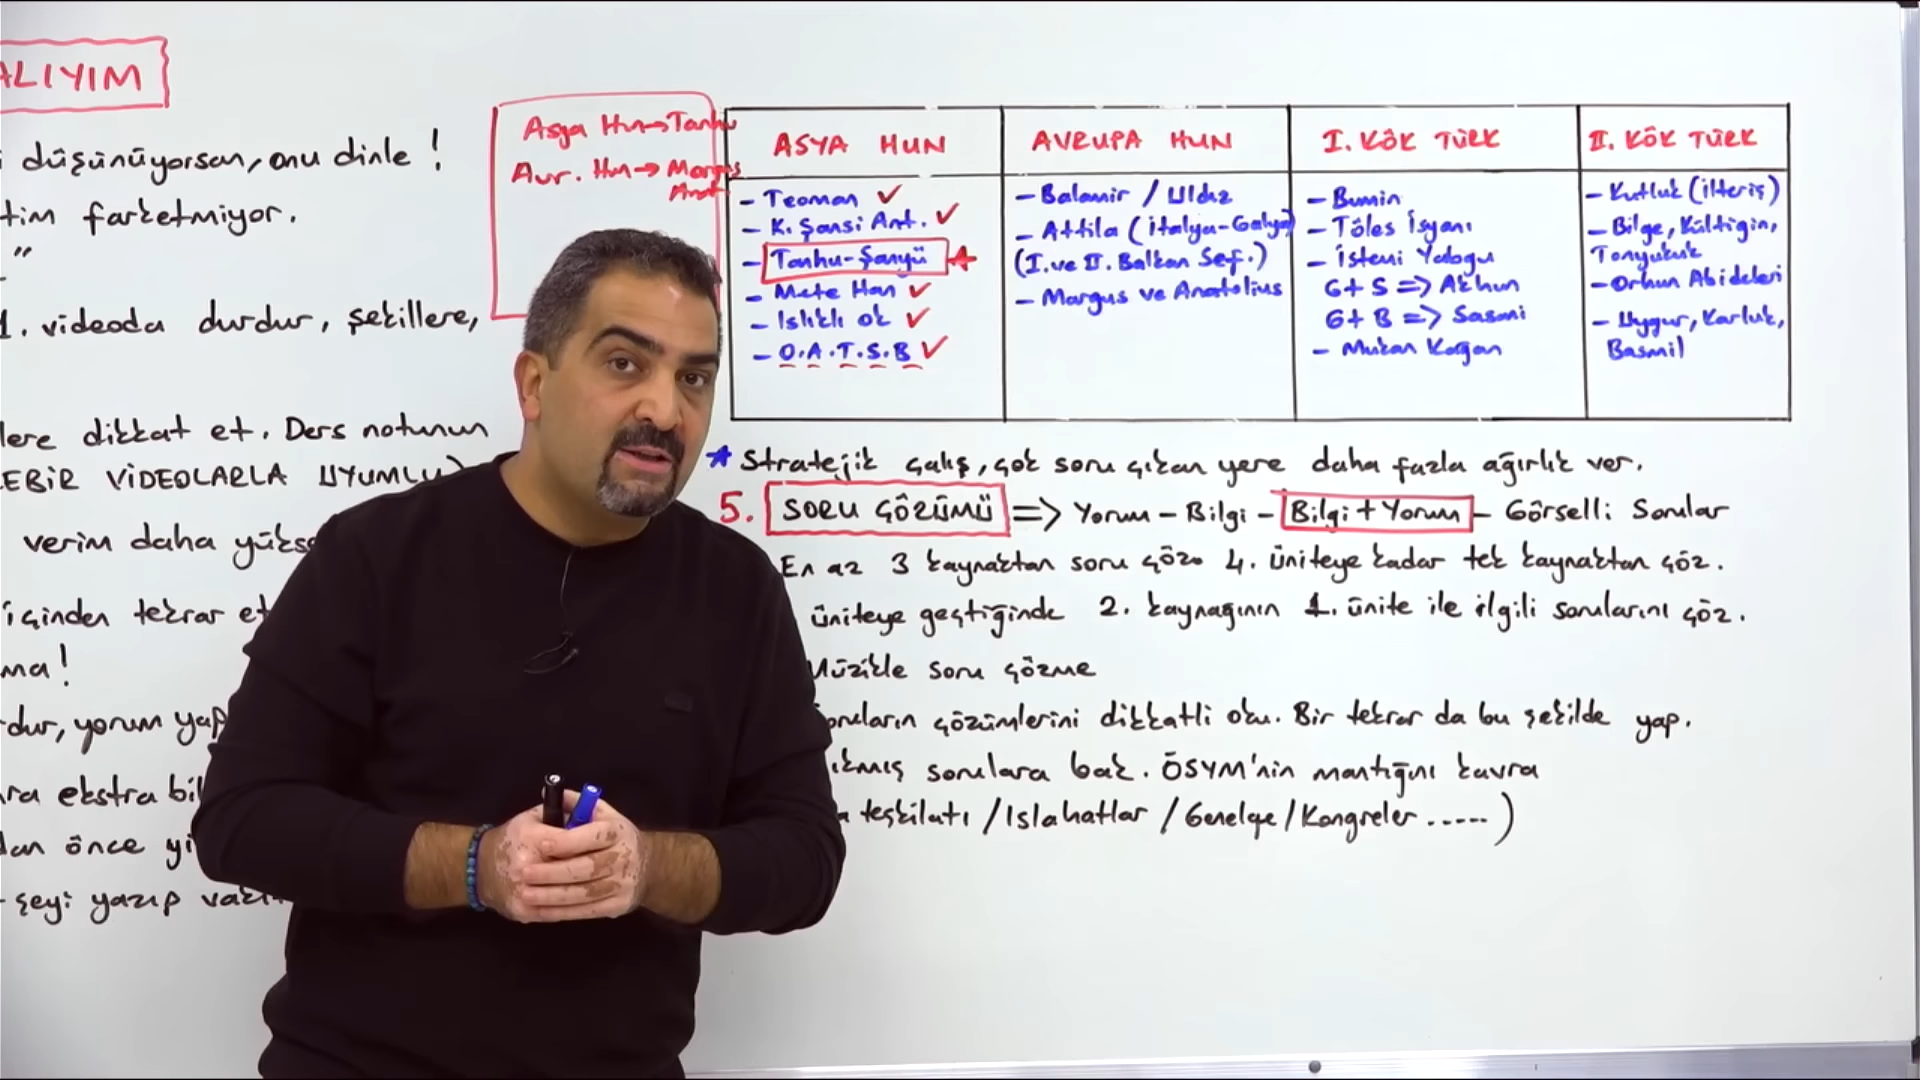 ALIYIM
i düşünüyorsan, onu dinle !
tim farketmiyor.
"
1. videoda durdur, şekillere,
lere dikkat et. Ders notunun
EBİR VİDEOLARLA UYUMLU)
verim daha yükse
içinden tekrar et
ma!
dur, yorum yap
ra ekstra bil
dan önce yi
şeyi yazıp vakit
Asya Hun → Tanhu
Avr. Hun → Margus
Ant.
ASYA HUN
- Teoman ✓
- K. Şansi Ant. ✓
- Tanhu-Şanyü
- Mete Han ✓
- Islıklı ok ✓
- O.A.T.S.B ✓
AVRUPA HUN
- Balamir / Uldız
- Attila (İtalya-Galya)
(I. ve II. Balkan Sef.)
- Margus ve Anatolius
I. KÖK TÜRK
- Bumin
- Töles İsyanı
- İstemi Yabgu
G+S => Akhun
G+B => Sasani
- Mukan Kağan
II. KÖK TÜRK
- Kutluk (İlteriş)
- Bilge, Kültigin,
Tonyukuk
- Orhun Abideleri
- Uygur, Karluk,
Basmil
★ Stratejik çalış, çok soru çıkan yere daha fazla ağırlık ver.
5. SORU ÇÖZÜMÜ => Yorum - Bilgi - Bilgi + Yorum - Görselli Sorular
En az 3 kaynaktan soru çöz. 4. üniteye kadar tek kaynaktan çöz.
üniteye geçtiğinde 2. kaynağının 1. ünite ile ilgili sorularını çöz.
Müzikle soru çözme
oruların çözümlerini dikkatli oku. Bir tekrar da bu şekilde yap.
ıkmış sorulara bak. ÖSYM'nin mantığını kavra
a teşkilatı / Islahatlar / Genelge / Kongreler ..... )